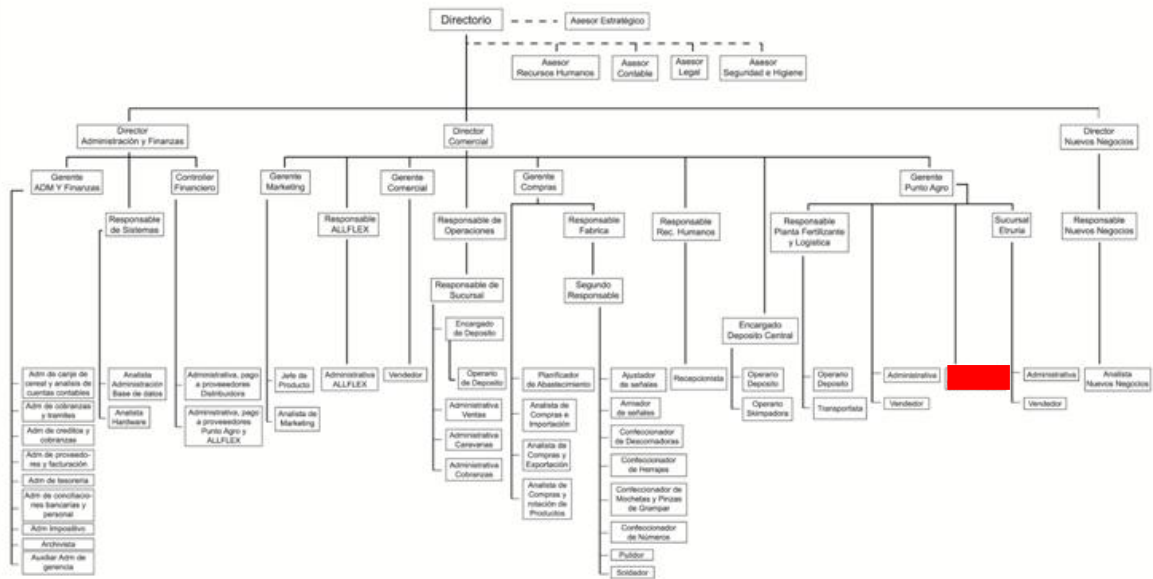 Directorio
Asesor Estratégico
Asesor
Recursos Humanos
Asesor
Contable
Asesor
Legal
Asesor
Seguridad e Higiene
Director
Administración y Finanzas
Director
Comercial
Director
Nuevos Negocios
Gerente
ADM Y Finanzas
Controller
Financiero
Gerente
Marketing
Gerente
Comercial
Gerente
Compras
Gerente
Punto Agro
Responsable
de Sistemas
Responsable
ALLFLEX
Responsable de
Operaciones
Responsable
Fabrica
Responsable
Rec. Humanos
Responsable
Planta Fertilizante
y Logística
Sucursal
Etruria
Responsable
Nuevos Negocios
Responsable de
Sucursal
Segundo
Responsable
Encargado
de Deposito
Encargado
Deposito Central
Adm de canje de
cereal y analisis de
cuentas contables
Adm de cobranzas
y tramites
Adm de creditos y
cobranzas
Adm de proveedo-
res y facturación
Adm de tesoreria
Adm de conciliacio-
nes bancarias y
personal
Adm Impositivo
Archivista
Auxiliar Adm de
gerencia
Analista
Administración
Base de datos
Analista
Hardware
Administrativa, pago
a proveseedores
Distribuidora
Administrativa, pago
a proveedores
Punto Agro y
ALLFLEX
Jefe de
Producto
Analista de
Marketing
Administrativa
ALLFLEX
Vendedor
Operario
de Deposito
Administrativa
Ventas
Administrativa
Caravanas
Administrativa
Cobranzas
Planificador
de Abastecimiento
Analista de
Compras e
Importación
Analista de
Compras y
Exportación
Analista de
Compras y
rotación de
Productos
Ajustador
de señales
Armador
de señales
Confeccionador
de Descornadoras
Confeccionador
de Herrajes
Confeccionador de
Mochetas y Pinzas
de Grampar
Confeccionador
de Números
Pulidor
Soldador
Recepcionista
Operario
Deposito
Operario
Skimpadora
Operario
Deposito
Transportista
Administrativa
Vendedor
Administrativa
Vendedor
Analista
Nuevos Negocios